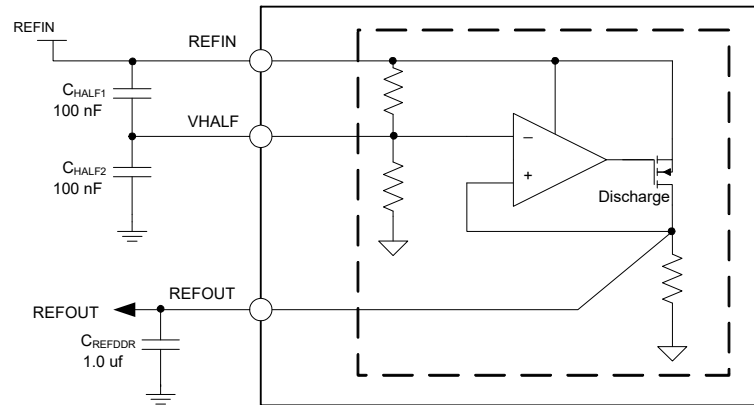 REFIN
REFIN
CHALF1
100 nF
VHALF
CHALF2
100 nF
−
+
Discharge
REFOUT
REFOUT
CREFDDR
1.0 uf